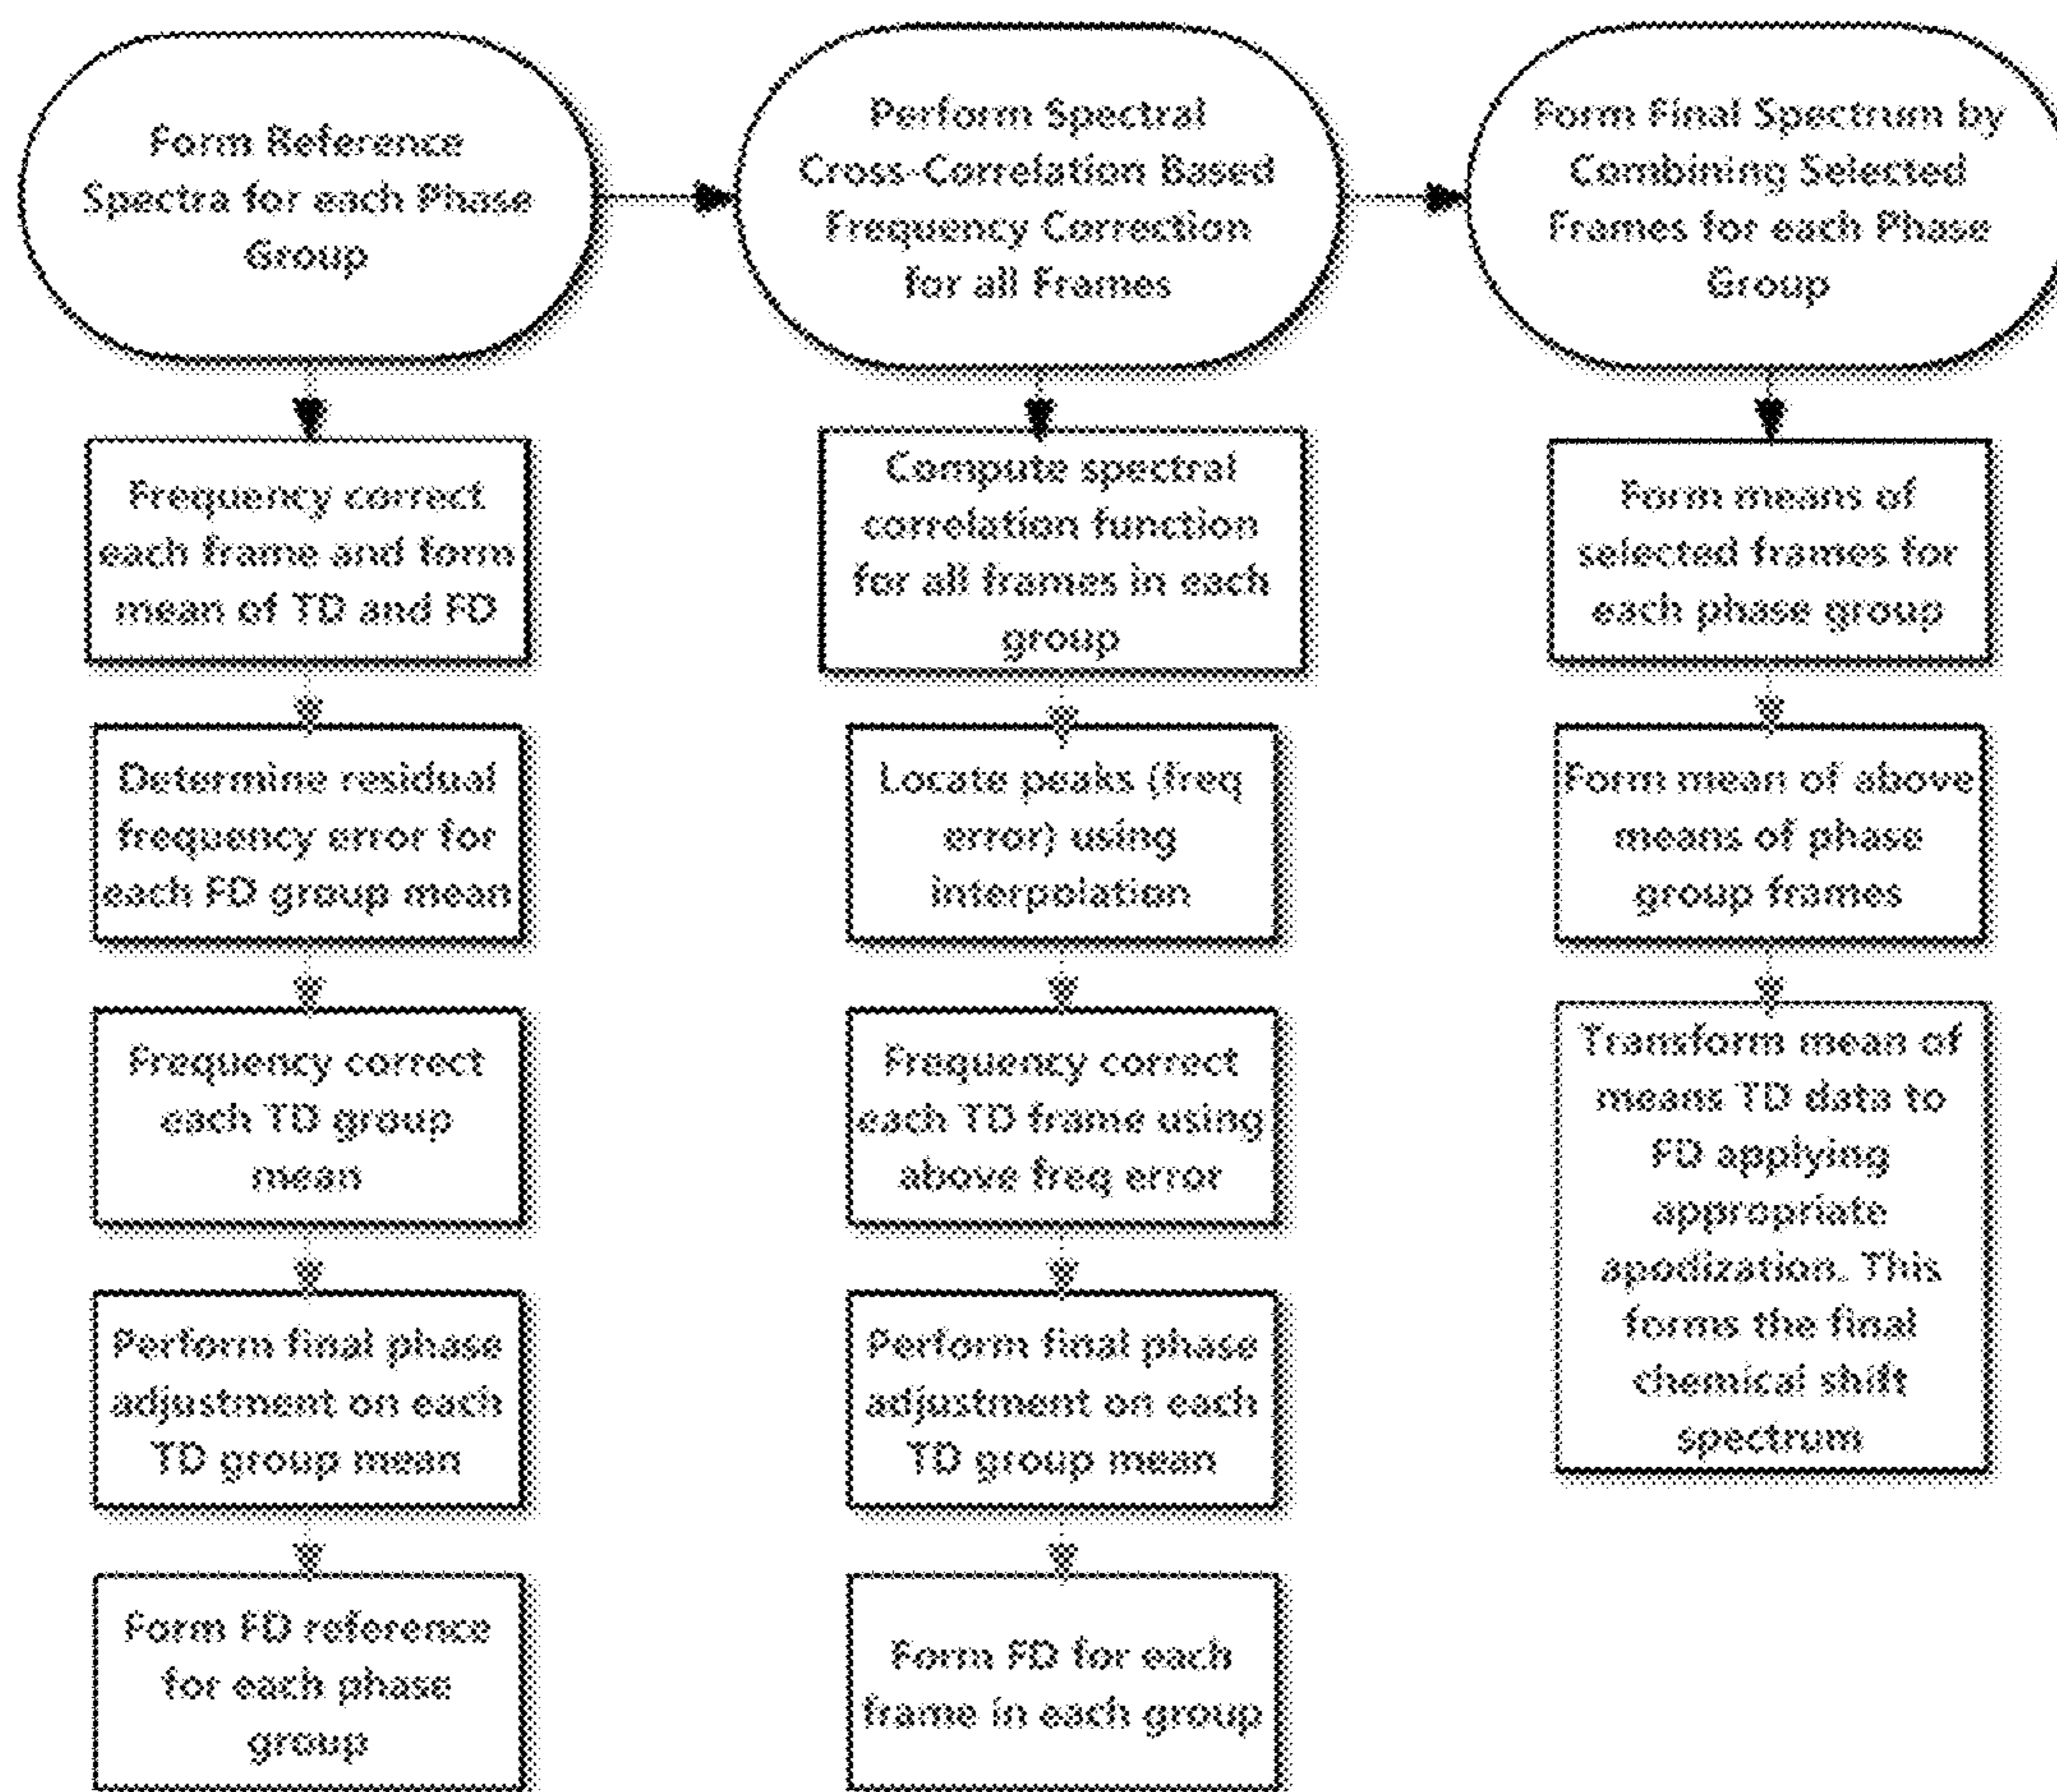 Form Reference
Spectra for each Phase
Group
Perform Spectral
Cross-Correlation Based
Frequency Correction
for all Frames
Form Final Spectrum by
Combining Selected
Frames for each Phase
Group
Frequency correct
each frame and form
mean of TD and FD
Determine residual
frequency error for
each FD group mean
Frequency correct
each TD group
mean
Perform final phase
adjustment on each
TD group mean
Form FD reference
for each phase
group
Compute spectral
correlation function
for all frames in each
group
Locate peaks (freq
error) using
interpolation
Frequency correct
each TD frame using
above freq error
Perform final phase
adjustment on each
TD group mean
Form FD for each
frame in each group
Form means of
selected frames for
each phase group
Form mean of above
means of phase
group frames
Transform mean of
means TD data to
FD applying
appropriate
apodization. This
forms the final
chemical shift
spectrum